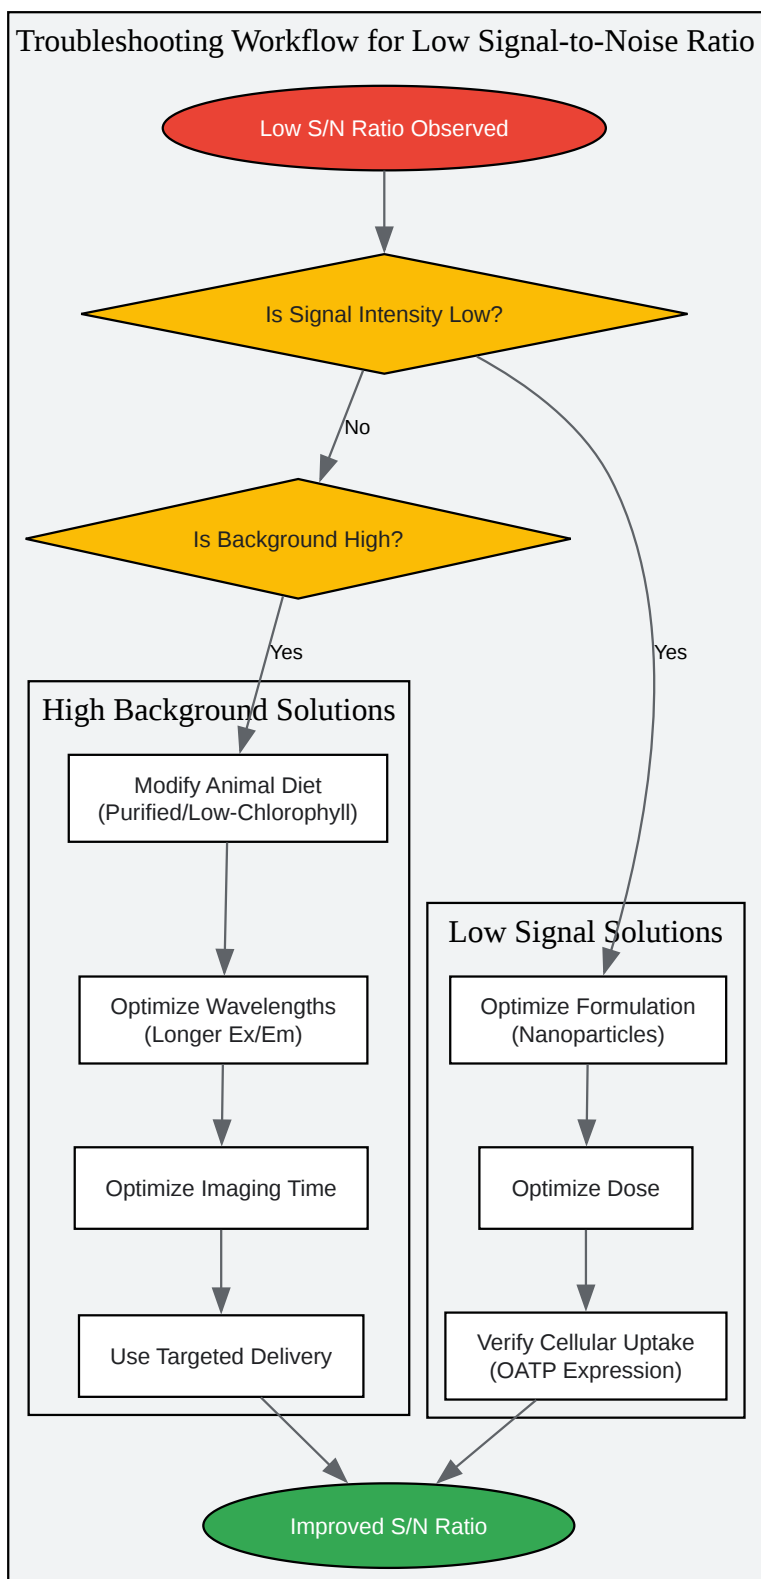 Troubleshooting Workflow for Low Signal-to-Noise Ratio
Low S/N Ratio Observed
Is Signal Intensity Low?
No
Is Background High?
Yes
Yes
High Background Solutions
Modify Animal Diet
(Purified/Low-Chlorophyll)
Optimize Wavelengths
(Longer Ex/Em)
Optimize Imaging Time
Use Targeted Delivery
Low Signal Solutions
Optimize Formulation
(Nanoparticles)
Optimize Dose
Verify Cellular Uptake
(OATP Expression)
Improved S/N Ratio